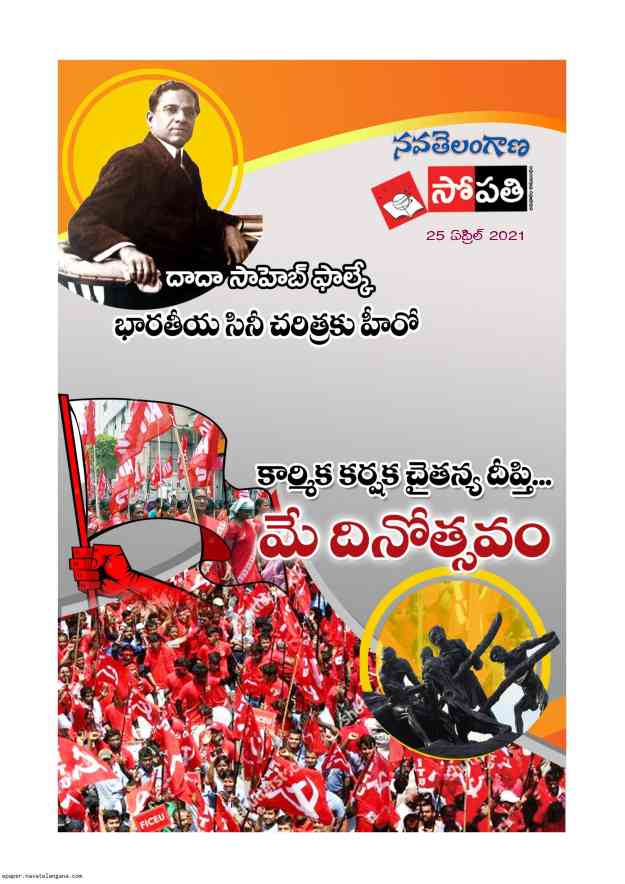 నవతెలంగాణ
సోపతి
25 ఏప్రిల్ 2021
దాదా సాహెబ్ ఫాల్కే
భారతీయ సినీ చరిత్రకు హీరో
కార్మిక కర్షక చైతన్య దీప్తి...
మే దినోత్సవం
FICEU
epaper.navatelangana.com